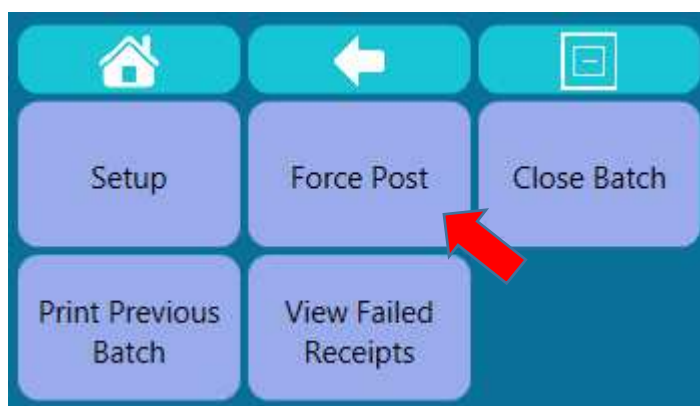 Setup
Force Post
Close Batch
Print Previous
Batch
View Failed
Receipts